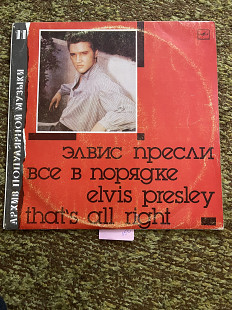 11
АРХИВ ПОПУЛЯРНОЙ МУЗЫКИ
элвис пресли
все в порядке
elvis presley
that's all right